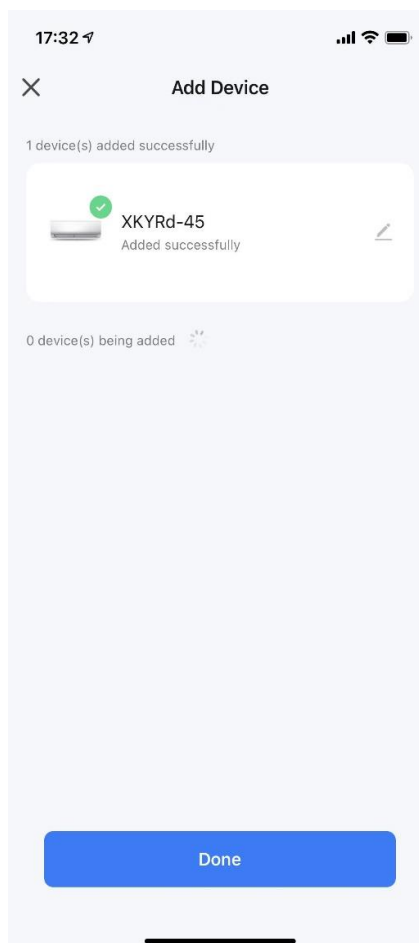 17:32
Add Device
1 device(s) added successfully
XKYRd-45
Added successfully
0 device(s) being added
Done